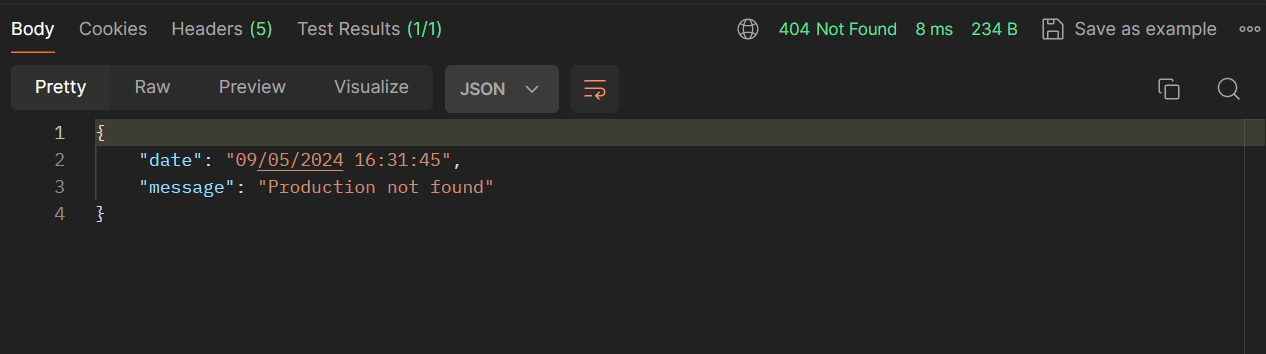 Body Cookies Headers (5) Test Results (1/1) 404 Not Found 8 ms 234 B Save as example
Pretty Raw Preview Visualize JSON
1 {
2 "date": "09/05/2024 16:31:45",
3 "message": "Production not found"
4 }